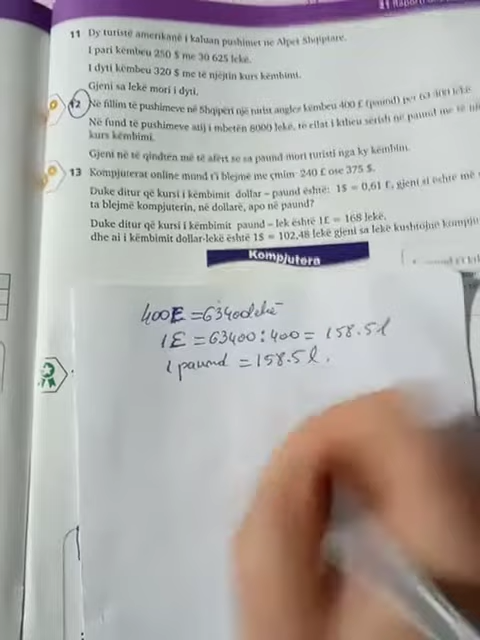 11 Rapor
11 Dy turistë amerikanë i kaluan pushimet në Alpet Shqiptare.
I pari këmbeu 250 $ me 30 625 lekë.
I dyti këmbeu 320 $ me të njëjtin kurs këmbimi.
Gjeni sa lekë mori i dyti.
12 Në fillim të pushimeve në Shqipëri një turist anglez këmbeu 400 £ (paund) për 63 400 lekë.
Në fund të pushimeve atij i mbetën 8000 lekë, të cilat i ktheu sërish në paund me të një
kurs këmbimi.
Gjeni në të qindtën më të afërt se sa paund mori turisti nga ky këmbim.
13 Kompjuterat online mund t'i blejmë me çmim 240 £ ose 375 $.
Duke ditur që kursi i këmbimit dollar – paund është: 1$ = 0,61 £, gjeni si është më
ta blejmë kompjuterin, në dollarë, apo në paund?
Duke ditur që kursi i këmbimit paund – lek është 1£ = 168 lekë,
dhe ai i këmbimit dollar-lekë është 1$ = 102,48 lekë gjeni sa lekë kushtojnë kompju
Kompjutera
400£ = 63400lekë
1£ = 63400 : 400 = 158.5 l
1 paund = 158.5 l.